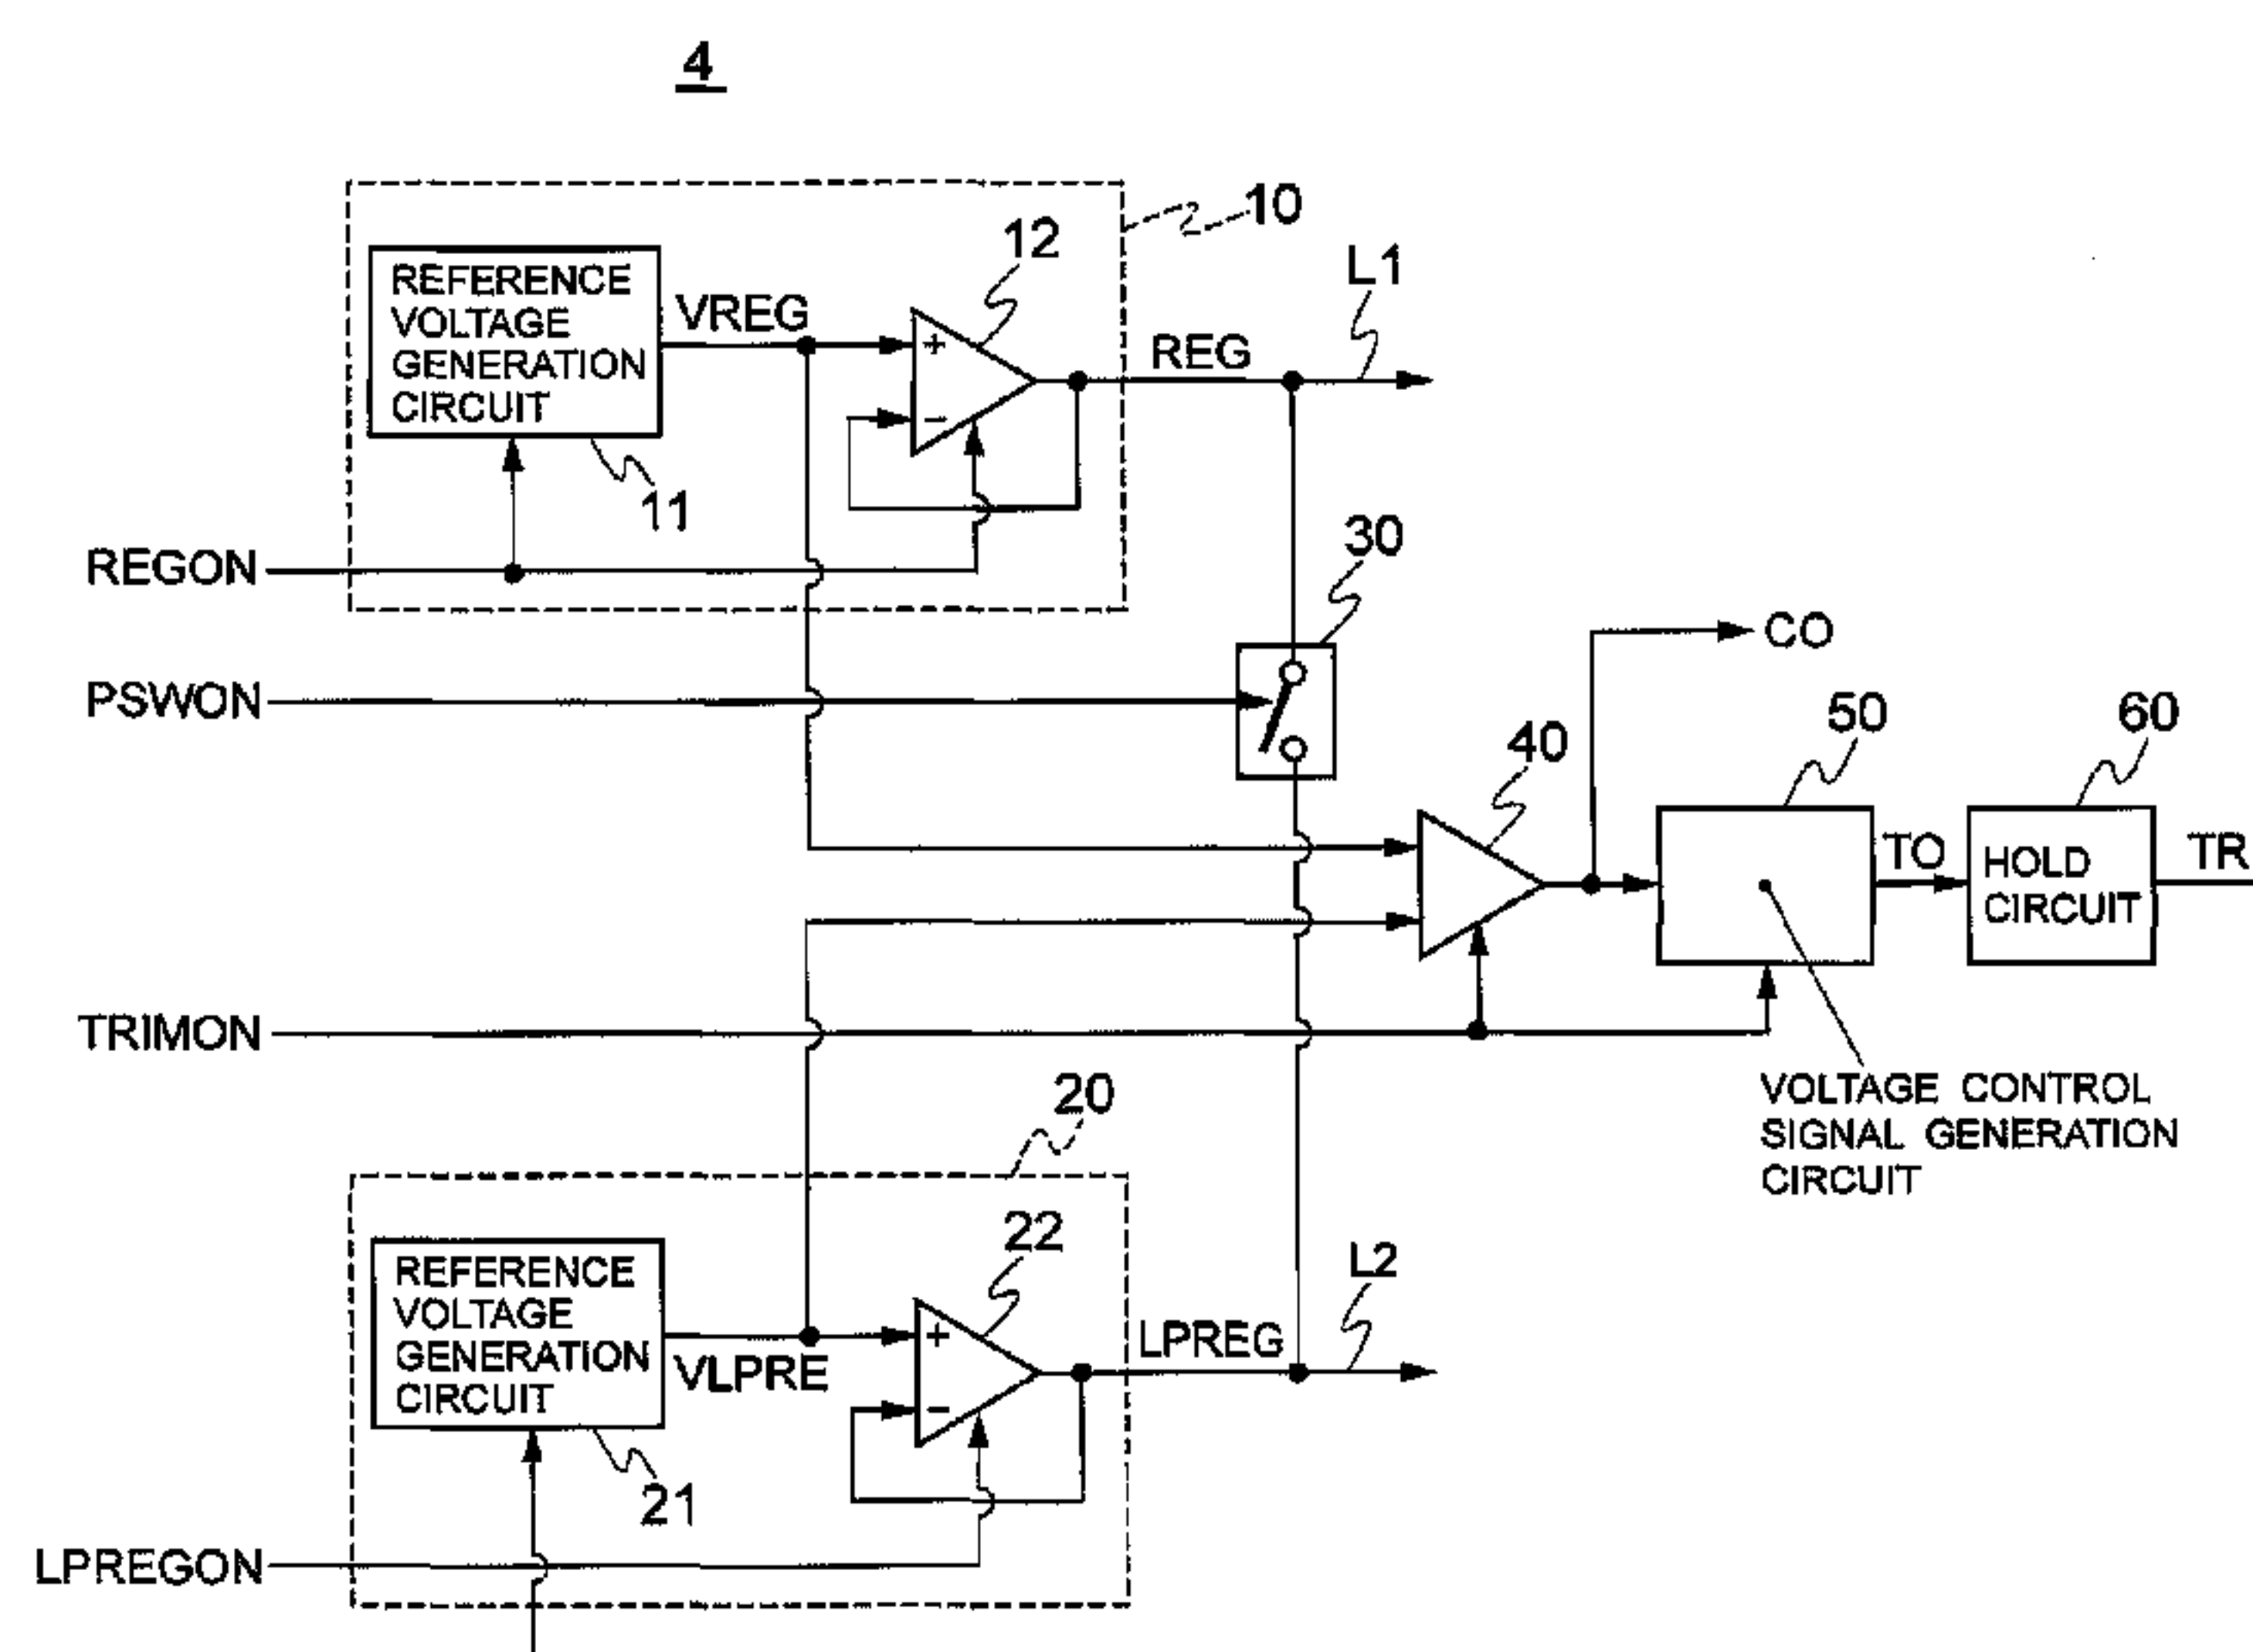 4
10
12
L1
REFERENCE
VOLTAGE
GENERATION
CIRCUIT
VREG
+
REG
−
11
30
REGON
CO
PSWON
50
60
40
TO
HOLD
CIRCUIT
TR
TRIMON
VOLTAGE CONTROL
SIGNAL GENERATION
CIRCUIT
20
22
L2
REFERENCE
VOLTAGE
GENERATION
CIRCUIT
+
LPREG
VLPRE
−
21
LPREGON